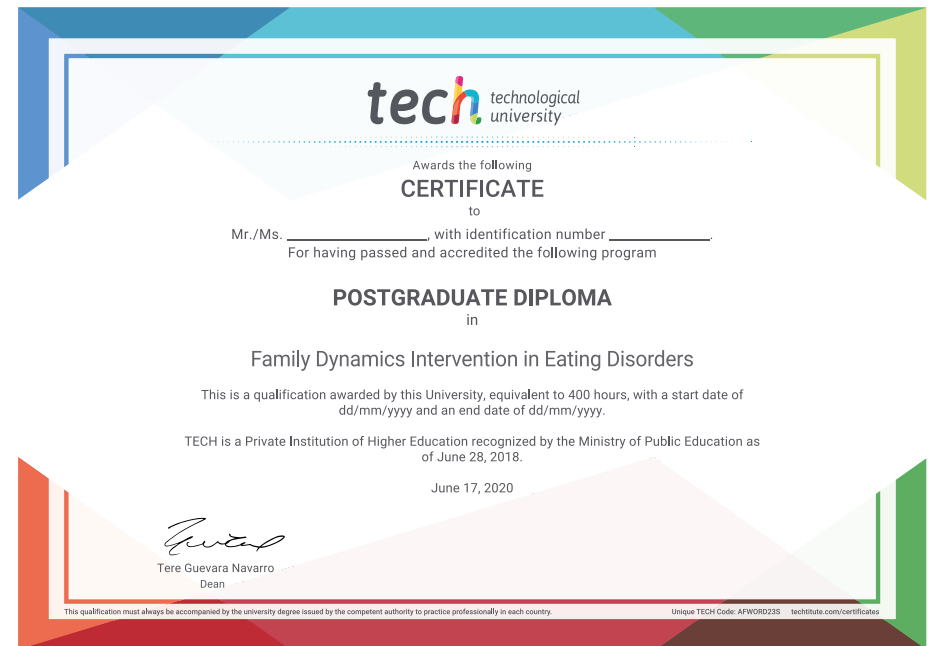 tech technological
university
Awards the following
CERTIFICATE
to
Mr./Ms. ____________________, with identification number ______________.
For having passed and accredited the following program
POSTGRADUATE DIPLOMA
in
Family Dynamics Intervention in Eating Disorders
This is a qualification awarded by this University, equivalent to 400 hours, with a start date of
dd/mm/yyyy and an end date of dd/mm/yyyy.
TECH is a Private Institution of Higher Education recognized by the Ministry of Public Education as
of June 28, 2018.
June 17, 2020
Tere Guevara Navarro
Dean
This qualification must always be accompanied by the university degree issued by the competent authority to practice professionally in each country.
Unique TECH Code: AFWORD23S techtitute.com/certificates